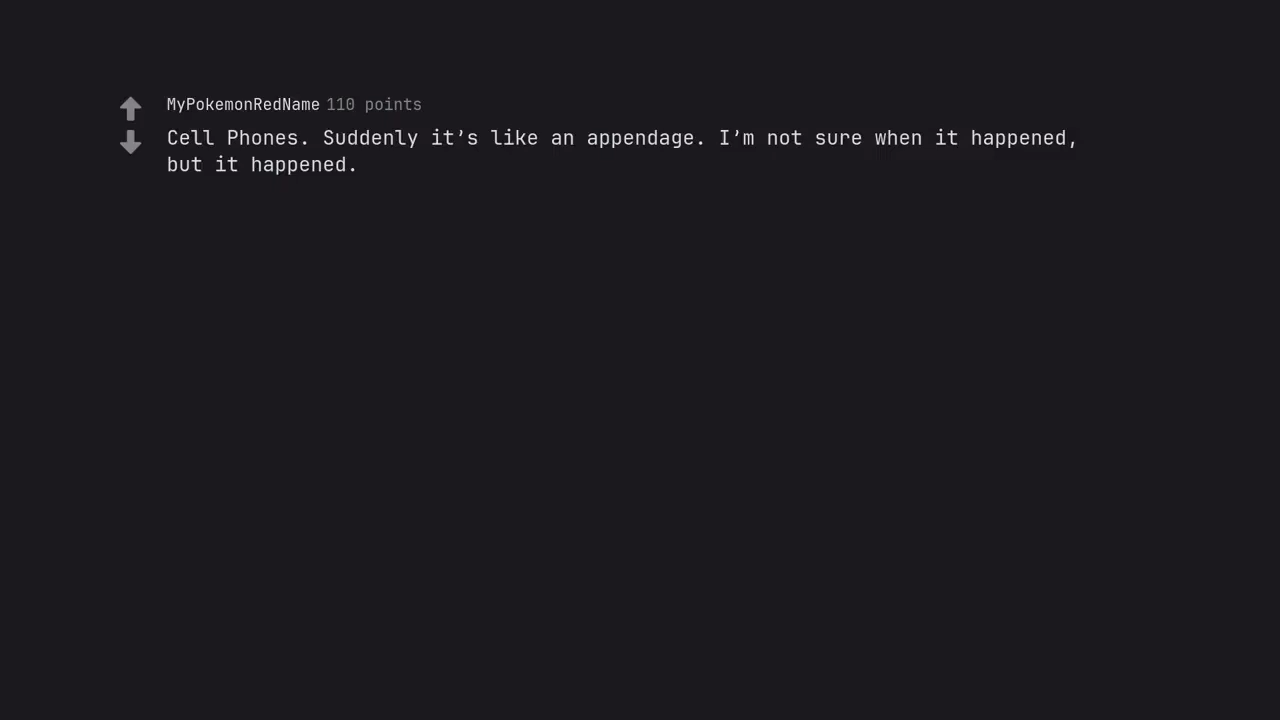 MyPokemonRedName 110 points
Cell Phones. Suddenly it’s like an appendage. I’m not sure when it happened,
but it happened.